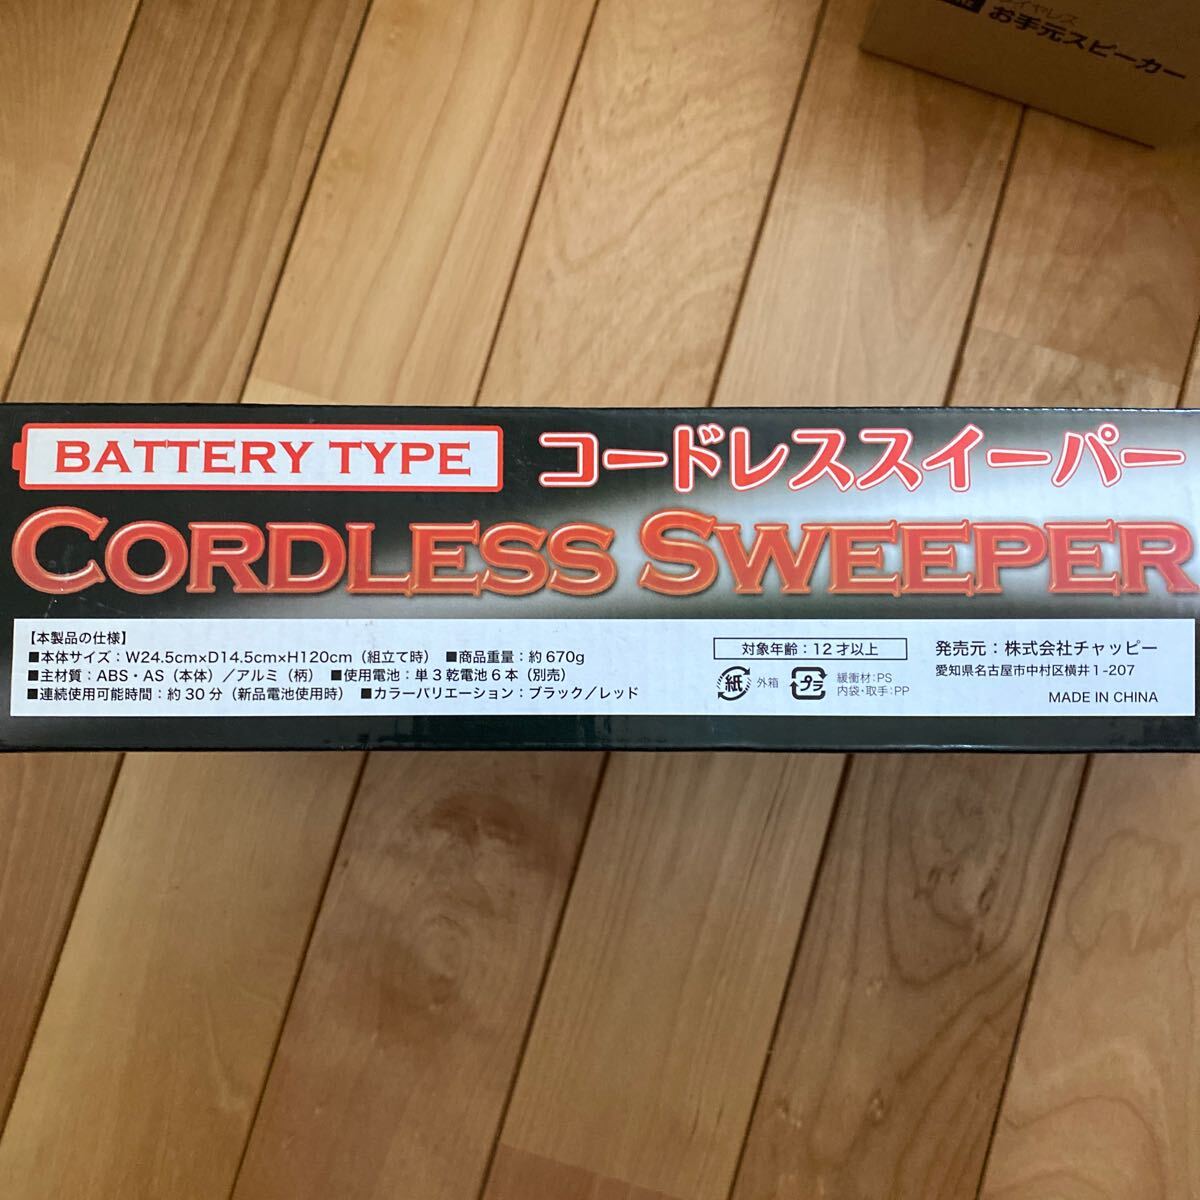 お手元スピーカー
BATTERY TYPE コードレススイーパー
CORDLESS SWEEPER
【本製品の仕様】
■本体サイズ：W24.5cm×D14.5cm×H120cm（組立て時） ■商品重量：約670g
■主材質：ABS・AS（本体）／アルミ（柄） ■使用電池：単3乾電池6本（別売）
■連続使用可能時間：約30分（新品電池使用時） ■カラーバリエーション：ブラック／レッド
対象年齢：12才以上
紙 外箱 プラ 緩衝材:PS
内袋・取手:PP
発売元：株式会社チャッピー
愛知県名古屋市中村区横井1-207
MADE IN CHINA